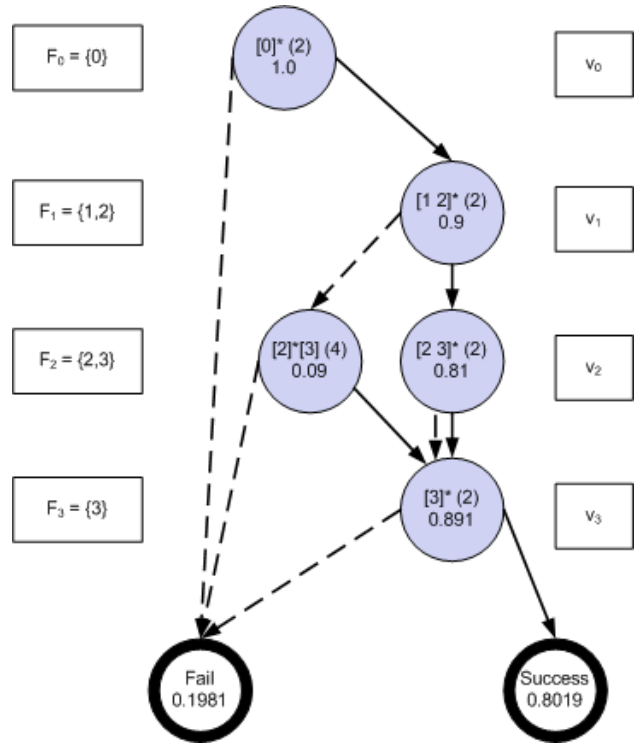 F₀ = {0}
[0]* (2)
1.0
v₀
F₁ = {1,2}
[1 2]* (2)
0.9
v₁
F₂ = {2,3}
[2]*[3] (4)
0.09
[2 3]* (2)
0.81
v₂
F₃ = {3}
[3]* (2)
0.891
v₃
Fail
0.1981
Success
0.8019